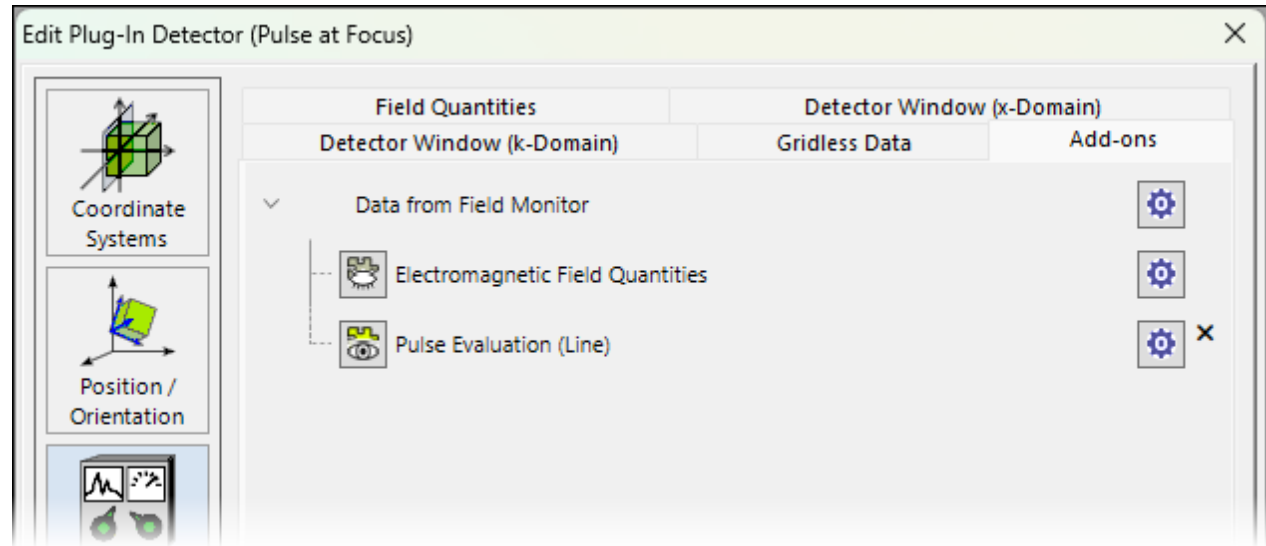 Edit Plug-In Detector (Pulse at Focus)
Field Quantities
Detector Window (x-Domain)
Detector Window (k-Domain)
Gridless Data
Add-ons
Coordinate
Systems
Data from Field Monitor
Electromagnetic Field Quantities
Pulse Evaluation (Line)
Position /
Orientation